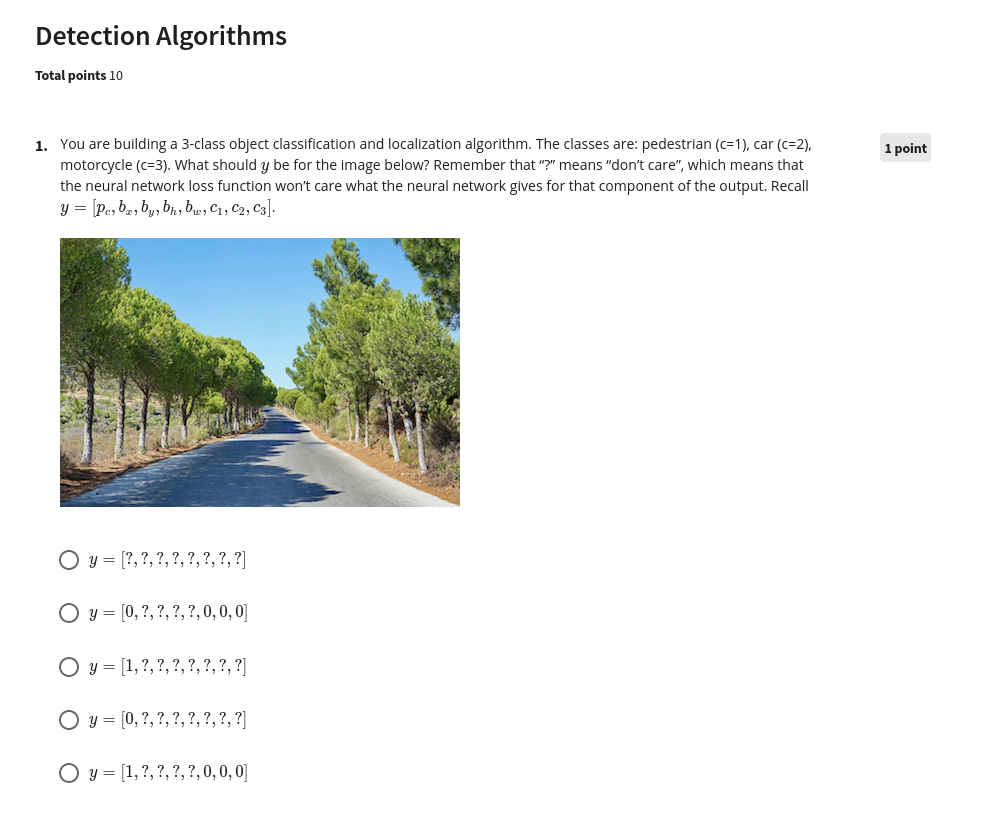 Detection Algorithms
Total points 10
1. You are building a 3-class object classification and localization algorithm. The classes are: pedestrian (c=1), car (c=2),
motorcycle (c=3). What should y be for the image below? Remember that “?” means “don’t care”, which means that
the neural network loss function won’t care what the neural network gives for that component of the output. Recall
y = [p_c, b_x, b_y, b_h, b_w, c_1, c_2, c_3].
1 point
y = [?, ?, ?, ?, ?, ?, ?, ?]
y = [0, ?, ?, ?, ?, 0, 0, 0]
y = [1, ?, ?, ?, ?, ?, ?, ?]
y = [0, ?, ?, ?, ?, ?, ?, ?]
y = [1, ?, ?, ?, ?, 0, 0, 0]